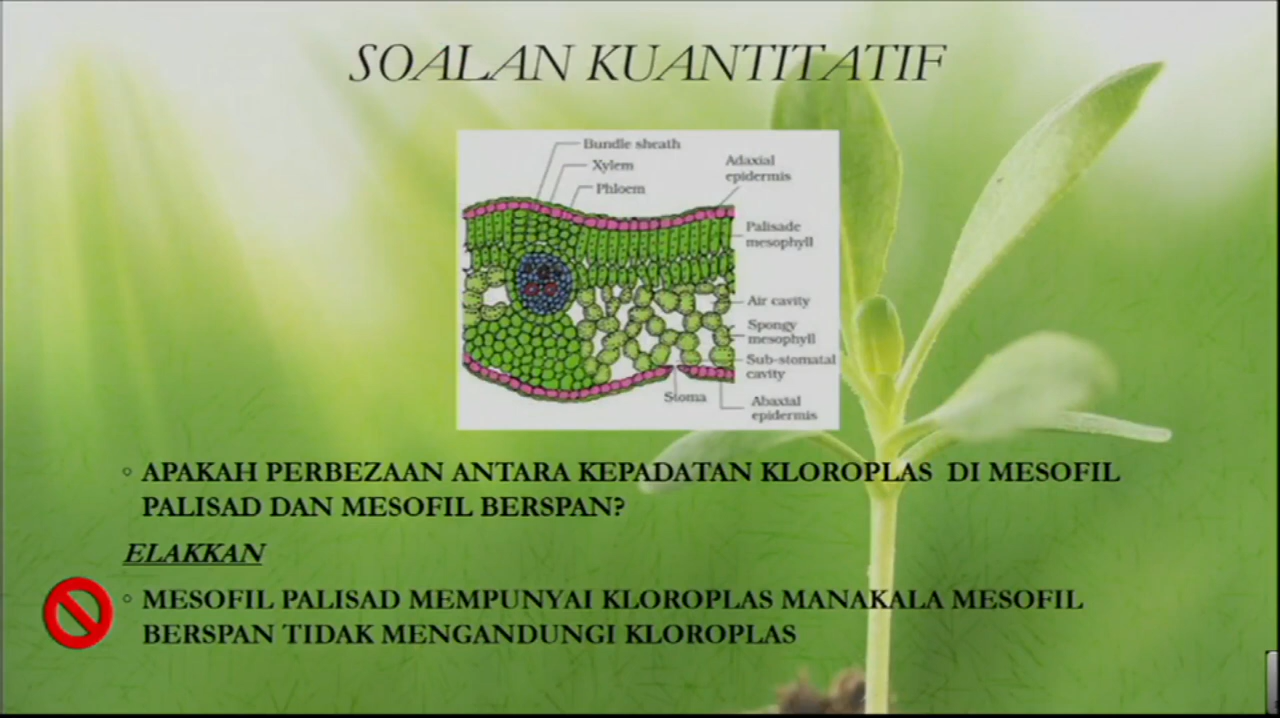 SOALAN KUANTITATIF
Bundle sheath
Xylem
Phloem
Adaxial
epidermis
Palisade
mesophyll
Air cavity
Spongy
mesophyll
Sub-stomatal
cavity
Stoma
Abaxial
epidermis
◦ APAKAH PERBEZAAN ANTARA KEPADATAN KLOROPLAS DI MESOFIL
PALISAD DAN MESOFIL BERSPAN?
ELAKKAN
◦ MESOFIL PALISAD MEMPUNYAI KLOROPLAS MANAKALA MESOFIL
BERSPAN TIDAK MENGANDUNGI KLOROPLAS